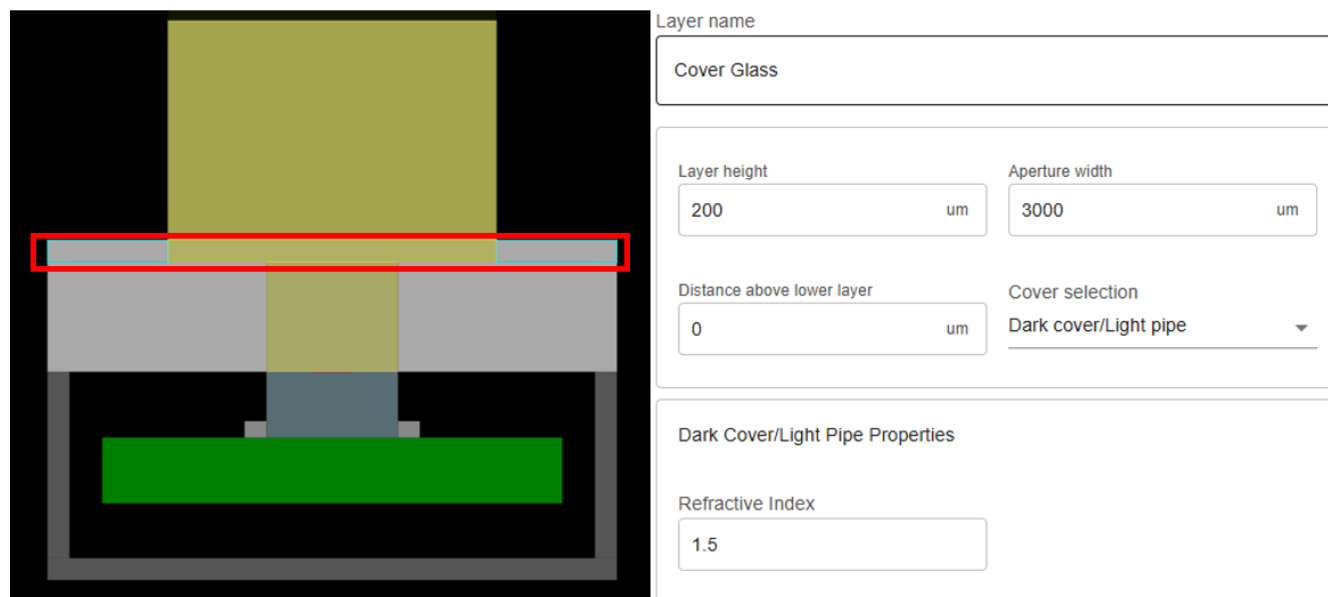 Layer name
Cover Glass
Layer height
Aperture width
200 um
3000 um
Distance above lower layer
Cover selection
0 um
Dark cover/Light pipe
Dark Cover/Light Pipe Properties
Refractive Index
1.5